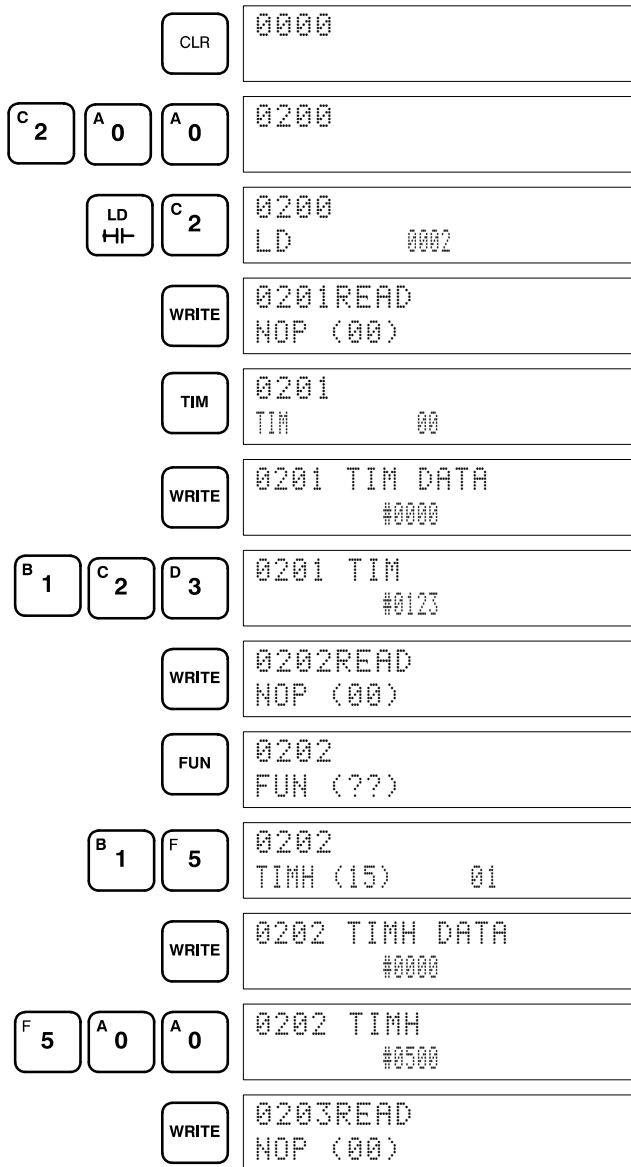 CLR
0000
C 2 A 0 A 0
0200
LD C 2
0200
LD 0002
WRITE
0201READ
NOP (00)
TIM
0201
TIM 00
WRITE
0201 TIM DATA
#0000
B 1 C 2 D 3
0201 TIM
#0123
WRITE
0202READ
NOP (00)
FUN
0202
FUN (??)
B 1 F 5
0202
TIMH (15) 01
WRITE
0202 TIMH DATA
#0000
F 5 A 0 A 0
0202 TIMH
#0500
WRITE
0203READ
NOP (00)